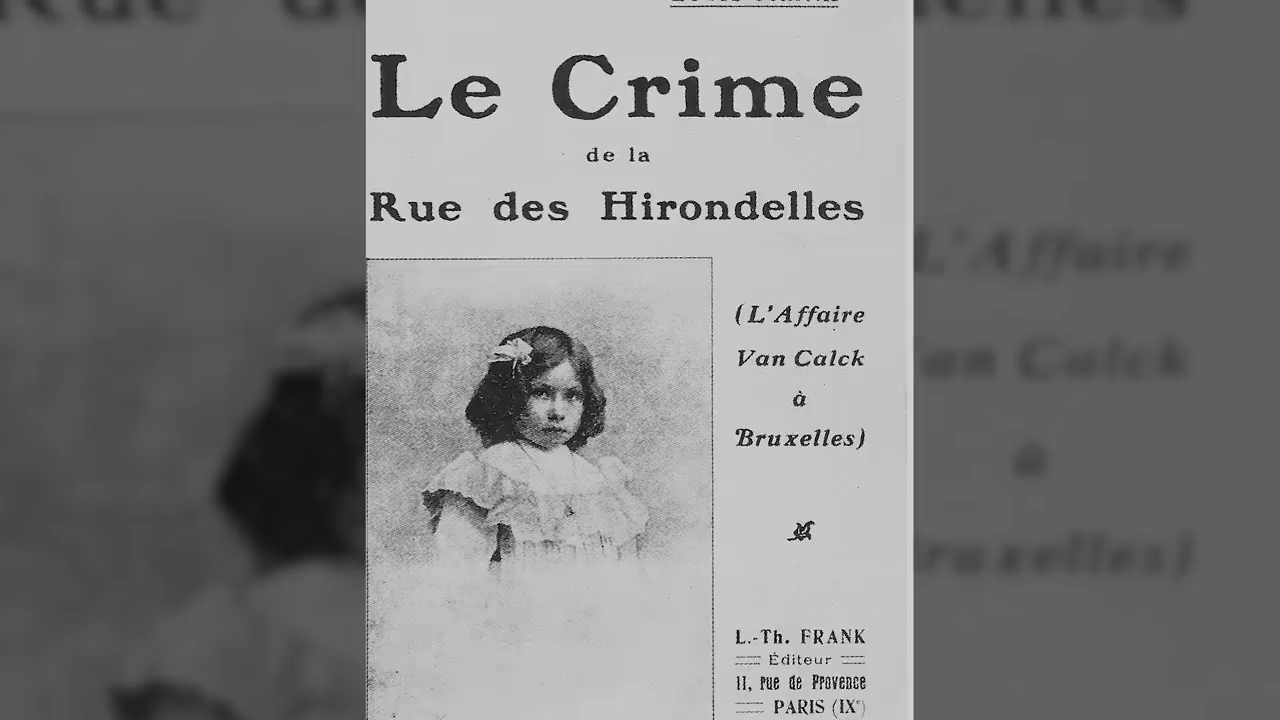 Le Crime
de la
Rue des Hirondelles
(L'Affaire
Van Calck
à
Bruxelles)
L.-Th. FRANK
Éditeur
11, rue de Provence
PARIS (IXᵉ)